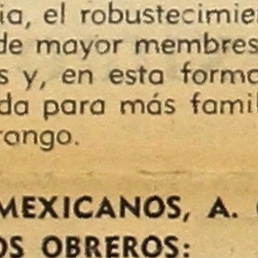 ia, el robustecimie
de mayor membres
s y, en esta forma
da para más famil
rango.
MEXICANOS, A.
OS OBREROS: